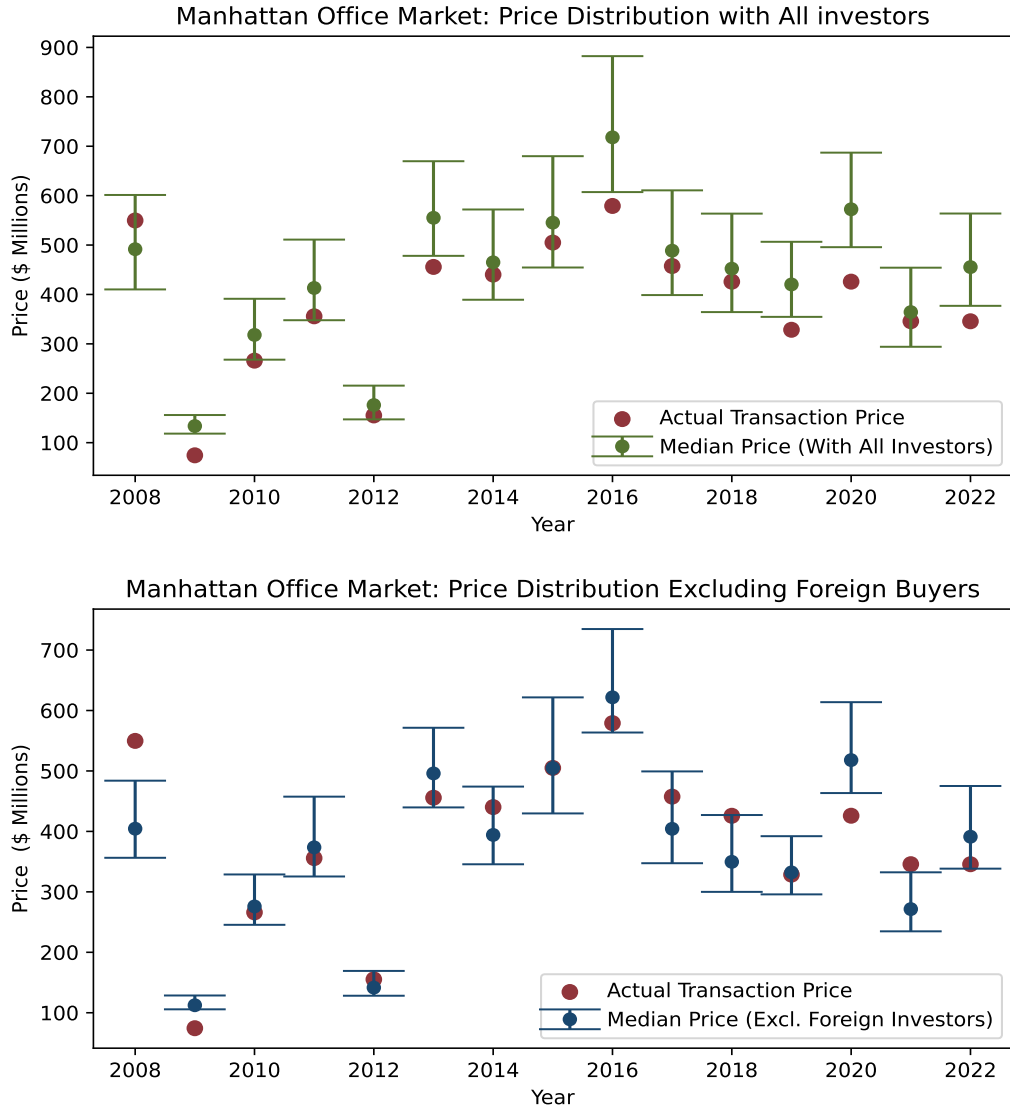 Manhattan Office Market: Price Distribution with All investors
Price ($ Millions)
900
800
700
600
500
400
300
200
100
Actual Transaction Price
Median Price (With All Investors)
2008 2010 2012 2014 2016 2018 2020 2022
Year
Manhattan Office Market: Price Distribution Excluding Foreign Buyers
Price  ($ Millions)
700
600
500
400
300
200
100
Actual Transaction Price
Median Price (Excl. Foreign Investors)
2008 2010 2012 2014 2016 2018 2020 2022
Year